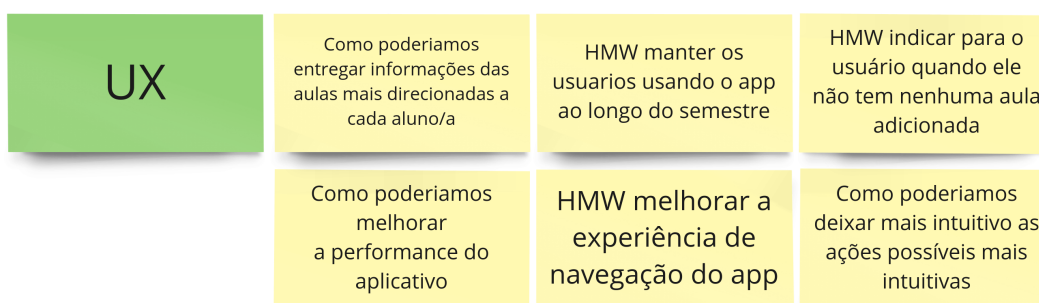 UX
Como poderiamos
entregar informações das
aulas mais direcionadas a
cada aluno/a
HMW manter os
usuarios usando o app
ao longo do semestre
HMW indicar para o
usuário quando ele
não tem nenhuma aula
adicionada
Como poderiamos
melhorar
a performance do
aplicativo
HMW melhorar a
experiência de
navegação do app
Como poderiamos
deixar mais intuitivo as
ações possíveis mais
intuitivas